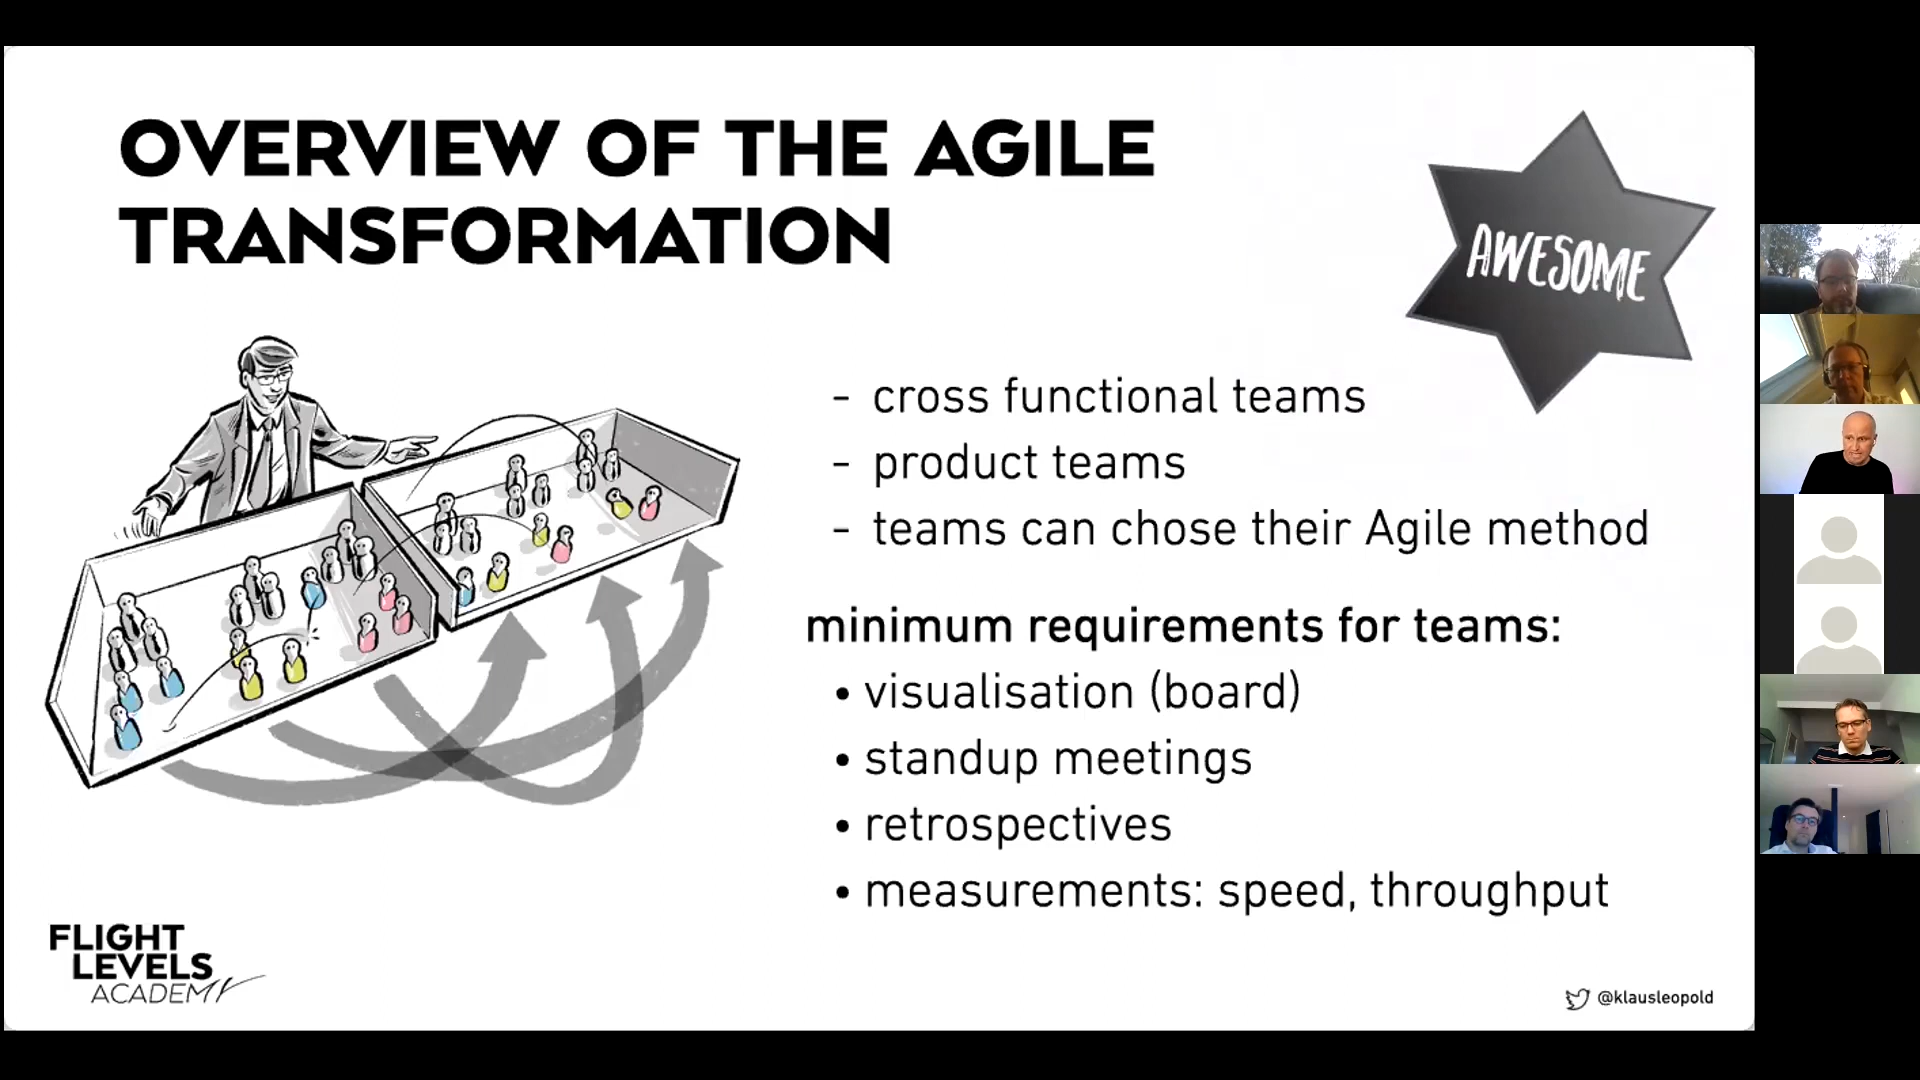 OVERVIEW OF THE AGILE
TRANSFORMATION
AWESOME
- cross functional teams
- product teams
- teams can chose their Agile method
minimum requirements for teams:
• visualisation (board)
• standup meetings
• retrospectives
• measurements: speed, throughput
FLIGHT
LEVELS
ACADEMY
@klausleopold